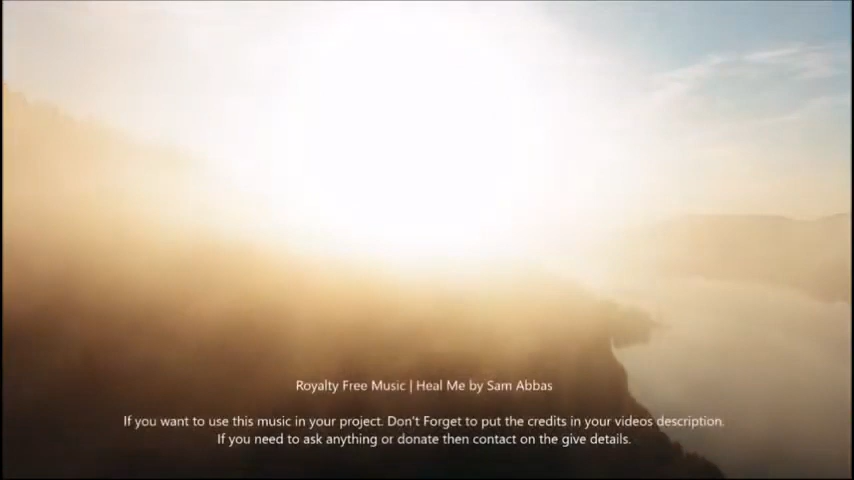 Royalty Free Music | Heal Me by Sam Abbas
If you want to use this music in your project. Don't Forget to put the credits in your videos description.
If you need to ask anything or donate then contact on the give details.